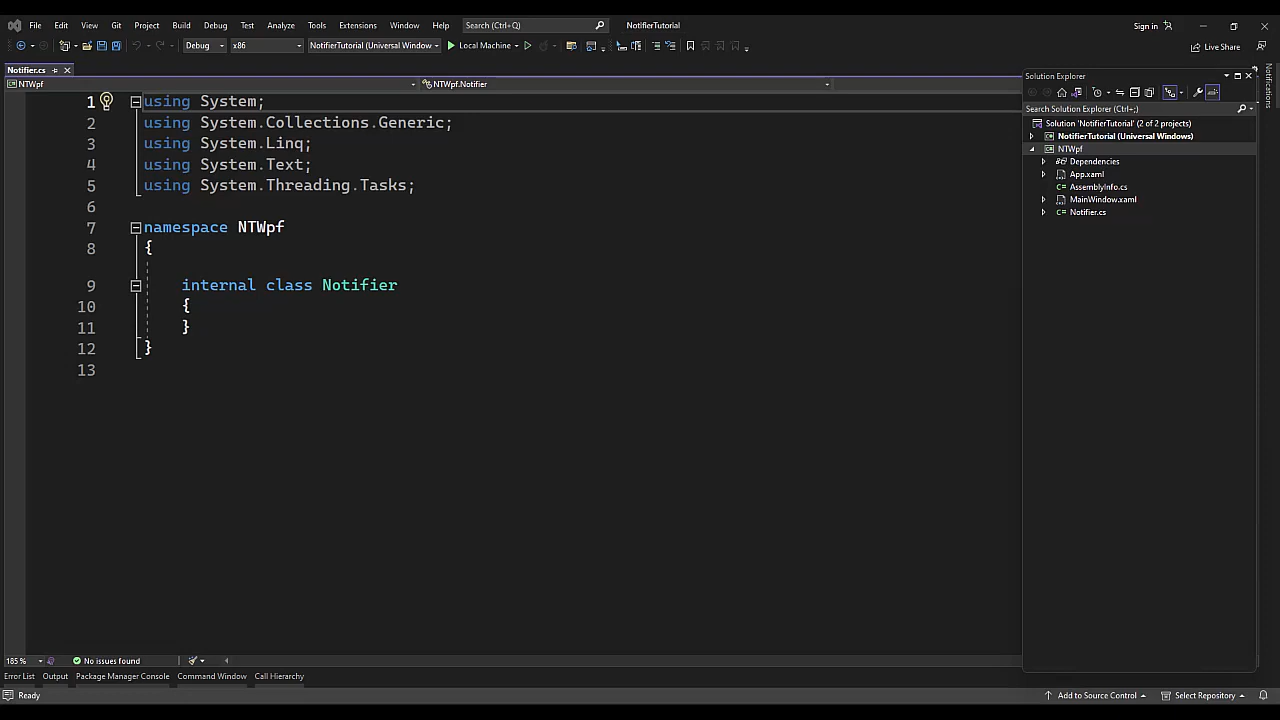 File Edit View Git Project Build Debug Test Analyze Tools Extensions Window Help Search (Ctrl+Q) NotifierTutorial Sign in
Debug x86 NotifierTutorial (Universal Window Local Machine Live Share
Notifier.cs
NTWpf NTWpf.Notifier
1 using System;
2 using System.Collections.Generic;
3 using System.Linq;
4 using System.Text;
5 using System.Threading.Tasks;
6
7 namespace NTWpf
8 {
9 internal class Notifier
10 {
11 }
12 }
13
Solution Explorer
Search Solution Explorer (Ctrl+;)
Solution 'NotifierTutorial' (2 of 2 projects)
NotifierTutorial (Universal Windows)
NTWpf
Dependencies
App.xaml
AssemblyInfo.cs
MainWindow.xaml
Notifier.cs
Notifications
185 % No issues found
Error List Output Package Manager Console Command Window Call Hierarchy
Ready Add to Source Control Select Repository